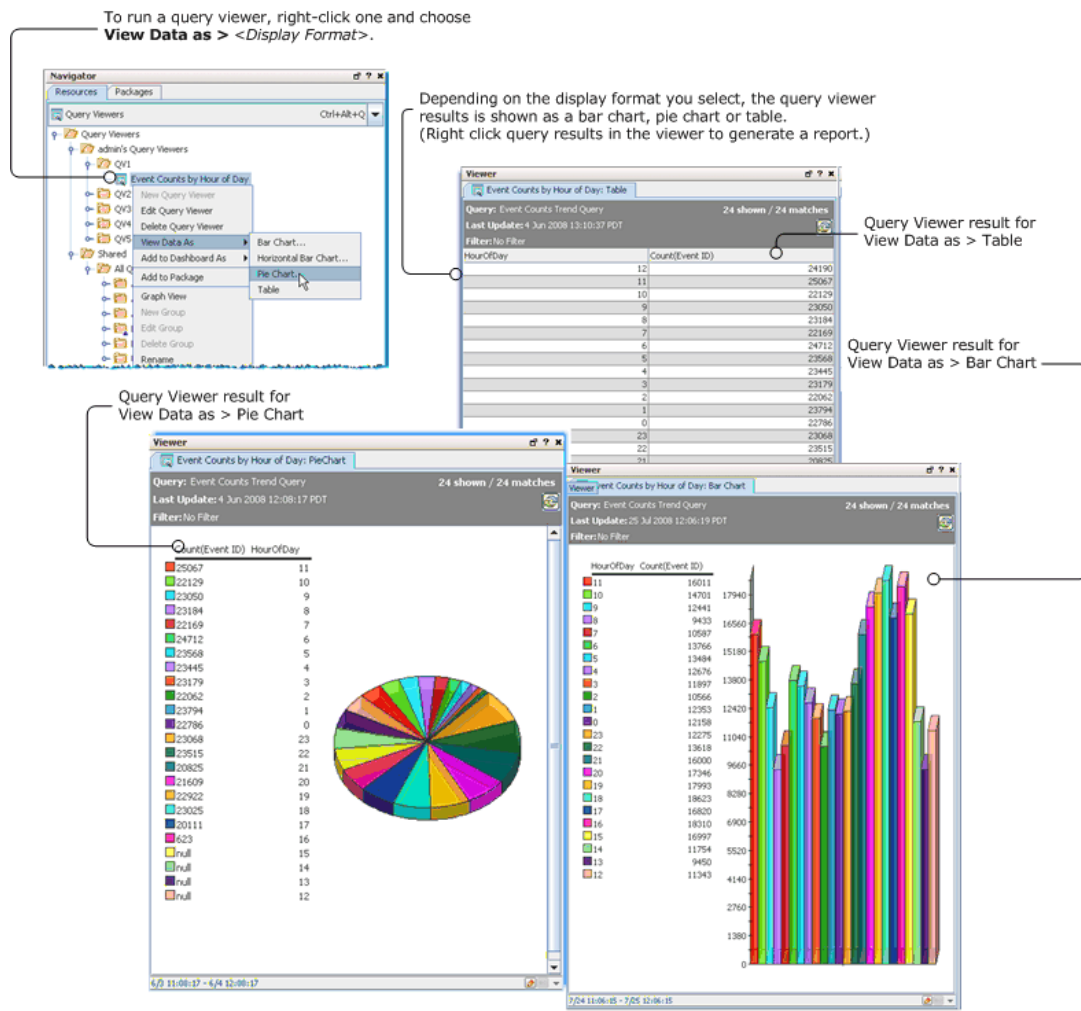 To run a query viewer, right-click one and choose
View Data as > <Display Format>.
Navigator
Resources Packages
Query Viewers Ctrl+Alt+Q
Query Viewers
admin's Query Viewers
QV1
Event Counts by Hour of Day
QV2
QV3
QV4
QV5
Shared
All Q
New Query Viewer
Edit Query Viewer
Delete Query Viewer
View Data As
Add to Dashboard As
Add to Package
Graph View
New Group
Edit Group
Delete Group
Rename
Bar Chart...
Horizontal Bar Chart...
Pie Chart...
Table
Depending on the display format you select, the query viewer
results is shown as a bar chart, pie chart or table.
(Right click query results in the viewer to generate a report.)
Viewer
Event Counts by Hour of Day: Table
Query: Event Counts Trend Query 24 shown / 24 matches
Last Update: 4 Jun 2008 13:10:37 PDT
Filter: No Filter
HourOfDay Count(Event ID)
12 24190
11 25067
10 22129
9 23050
8 23184
7 22169
6 24712
5 23568
4 23445
3 23179
2 22062
1 23794
0 22786
23 23068
22 23515
21 20825
Query Viewer result for
View Data as > Table
Query Viewer result for
View Data as > Bar Chart
Query Viewer result for
View Data as > Pie Chart
Viewer
Event Counts by Hour of Day: PieChart
Query: Event Counts Trend Query 24 shown / 24 matches
Last Update: 4 Jun 2008 12:08:17 PDT
Filter: No Filter
Count(Event ID) HourOfDay
25067 11
22129 10
23050 9
23184 8
22169 7
24712 6
23568 5
23445 4
23179 3
22062 2
23794 1
22786 0
23068 23
23515 22
20825 21
21609 20
22922 19
23025 18
20111 17
623 16
null 15
null 14
null 13
null 12
6/3 11:08:17 - 6/4 12:08:17
Viewer
Viewer ent Counts by Hour of Day: Bar Chart
Query: Event Counts Trend Query 24 shown / 24 matches
Last Update: 25 Jul 2008 12:06:19 PDT
Filter: No Filter
HourOfDay Count(Event ID)
11 16011
10 14701
9 12441
8 9433
7 10587
6 13766
5 13484
4 12676
3 11897
2 10566
1 12353
0 12158
23 12275
22 13618
21 16000
20 17346
19 17993
18 18623
17 16820
16 18310
15 16997
14 11754
13 9450
12 11343
17940
16560
15180
13800
12420
11040
9660
8280
6900
5520
4140
2760
1380
0
7/24 11:06:15 - 7/25 12:06:15